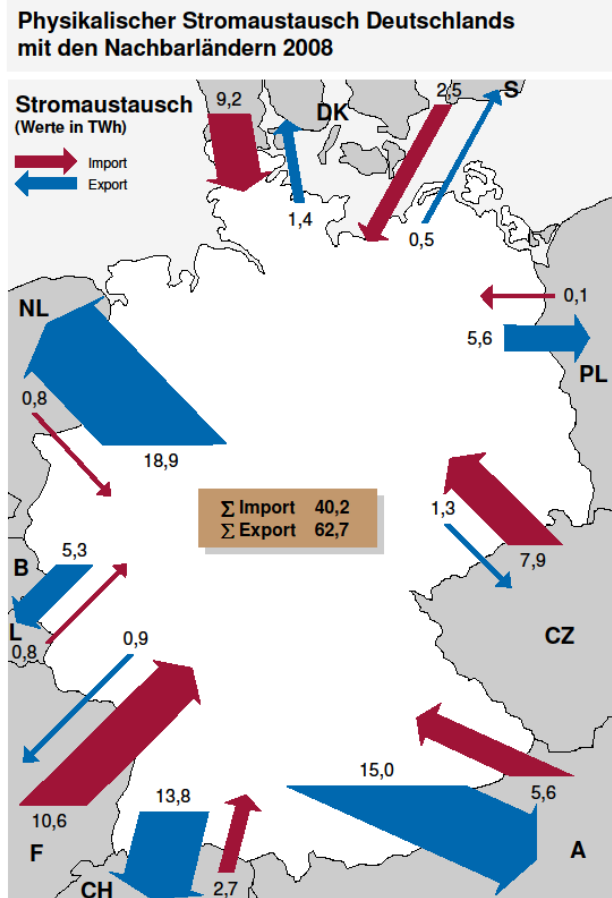 Physikalischer Stromaustausch Deutschlands
mit den Nachbarländern 2008
Stromaustausch
(Werte in TWh)
Import
Export
9,2
DK
2,5
S
1,4
0,5
NL
0,1
5,6
PL
0,8
18,9
Σ Import 40,2
Σ Export 62,7
1,3
7,9
B
5,3
L
0,8
0,9
CZ
13,8
15,0
5,6
10,6
F
CH
2,7
A